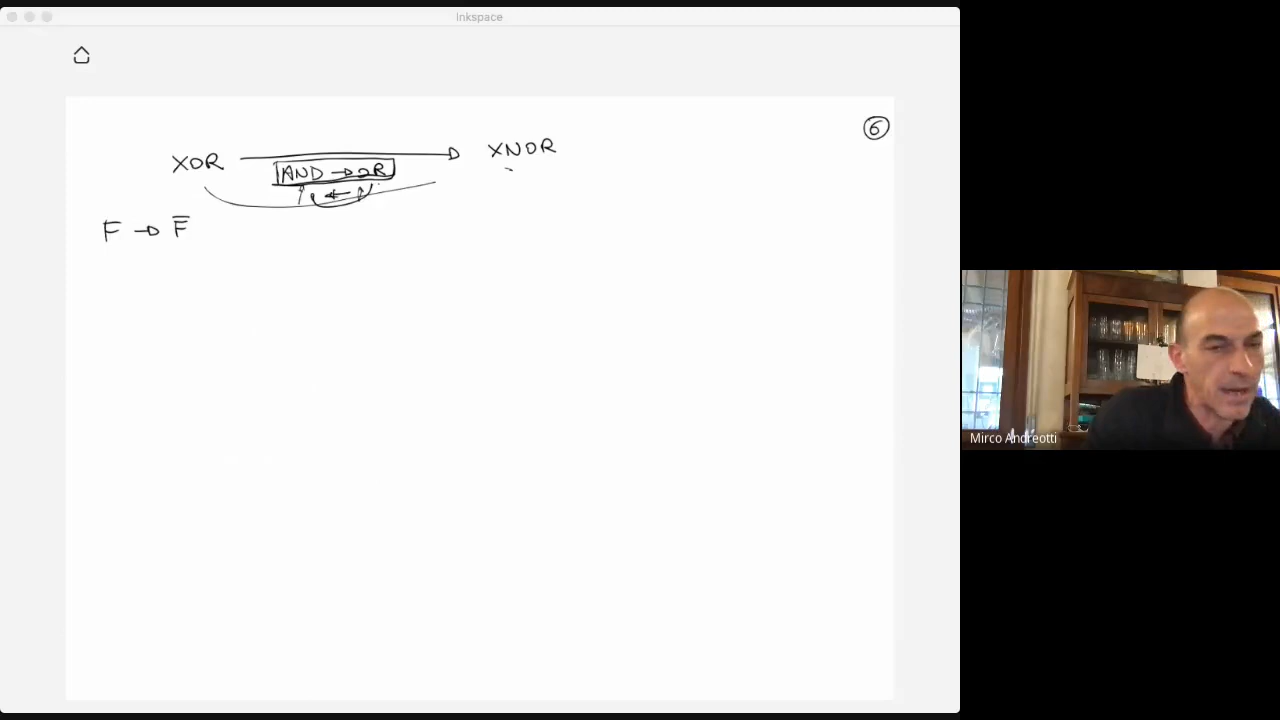 Inkspace
6
XOR → XNOR
AND → OR
F → F̅
Mirco Andreotti